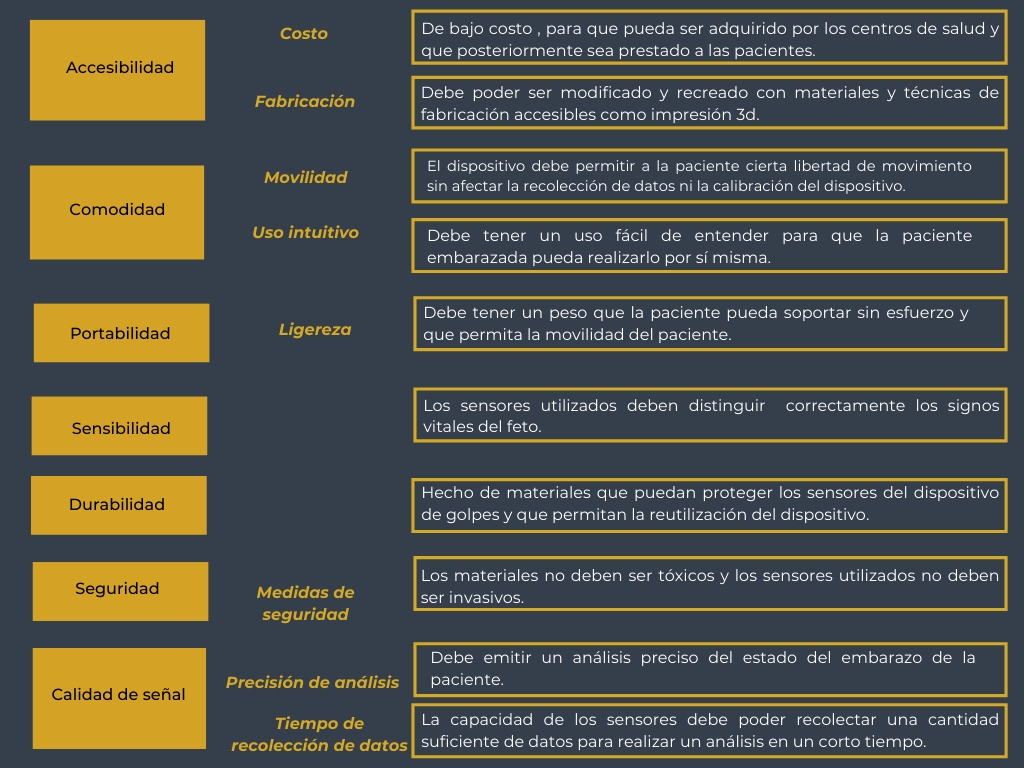 Accesibilidad
Costo
De bajo costo , para que pueda ser adquirido por los centros de salud y
que posteriormente sea prestado a las pacientes.
Fabricación
Debe poder ser modificado y recreado con materiales y técnicas de
fabricación accesibles como impresión 3d.
Comodidad
Movilidad
El dispositivo debe permitir a la paciente cierta libertad de movimiento
sin afectar la recolección de datos ni la calibración del dispositivo.
Uso intuitivo
Debe tener un uso fácil de entender para que la paciente
embarazada pueda realizarlo por sí misma.
Portabilidad
Ligereza
Debe tener un peso que la paciente pueda soportar sin esfuerzo y
que permita la movilidad del paciente.
Sensibilidad
Los sensores utilizados deben distinguir correctamente los signos
vitales del feto.
Durabilidad
Hecho de materiales que puedan proteger los sensores del dispositivo
de golpes y que permitan la reutilización del dispositivo.
Seguridad
Medidas de
seguridad
Los materiales no deben ser tóxicos y los sensores utilizados no deben
ser invasivos.
Calidad de señal
Precisión de análisis
Debe emitir un análisis preciso del estado del embarazo de la
paciente.
Tiempo de
recolección de datos
La capacidad de los sensores debe poder recolectar una cantidad
suficiente de datos para realizar un análisis en un corto tiempo.